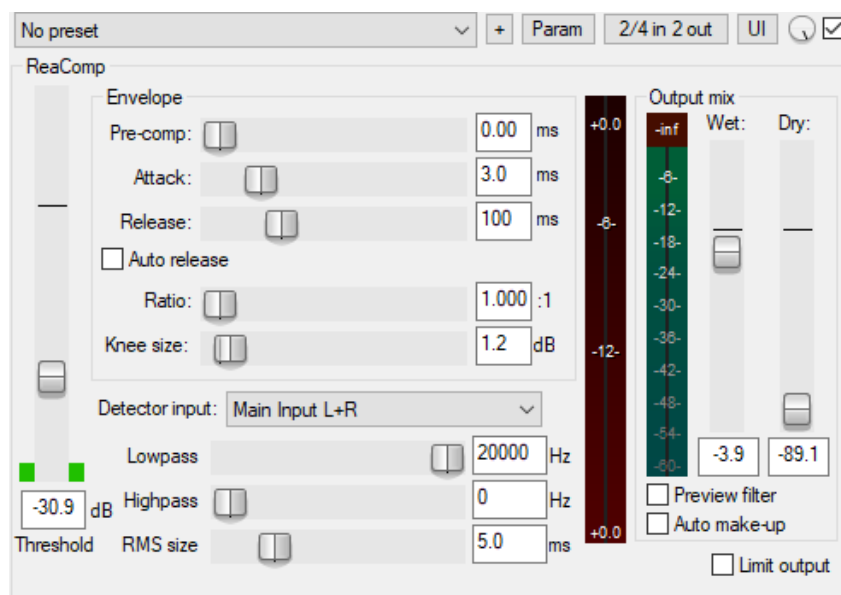 No preset
+
Param
2/4 in 2 out
UI
ReaComp
Envelope
Pre-comp: 0.00 ms
Attack: 3.0 ms
Release: 100 ms
Auto release
Ratio: 1.000 :1
Knee size: 1.2 dB
Detector input: Main Input L+R
Lowpass 20000 Hz
Highpass 0 Hz
RMS size 5.0 ms
-30.9 dB
Threshold
+0.0
-6-
-12-
+0.0
Output mix
-inf
-6-
-12-
-18-
-24-
-30-
-36-
-42-
-48-
-54-
-60-
Wet:
Dry:
-3.9
-89.1
Preview filter
Auto make-up
Limit output